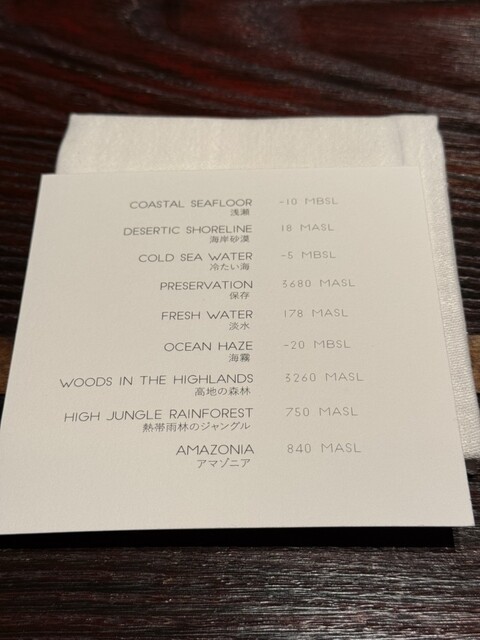 COASTAL SEAFLOOR -10 MBSL
浅瀬
DESERTIC SHORELINE 18 MASL
海岸砂漠
COLD SEA WATER -5 MBSL
冷たい海
PRESERVATION 3680 MASL
保存
FRESH WATER 178 MASL
淡水
OCEAN HAZE -20 MBSL
海霧
WOODS IN THE HIGHLANDS 3260 MASL
高地の森林
HIGH JUNGLE RAINFOREST 750 MASL
熱帯雨林のジャングル
AMAZONIA 840 MASL
アマゾニア